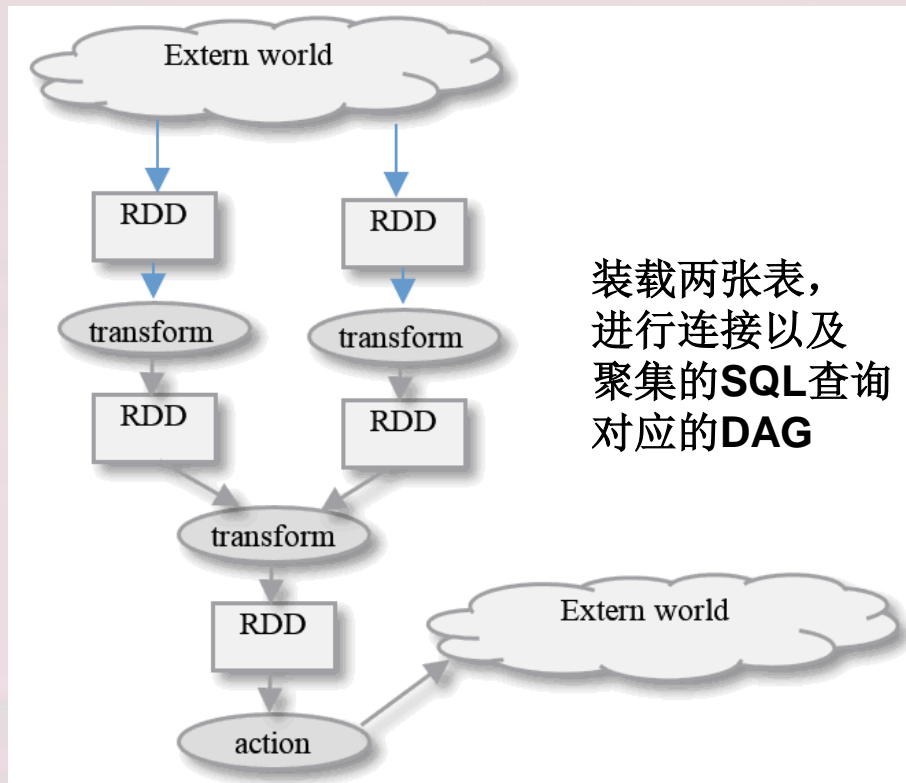 Extern world
RDD
RDD
transform
transform
RDD
RDD
transform
RDD
action
Extern world
装载两张表，
进行连接以及
聚集的SQL查询
对应的DAG